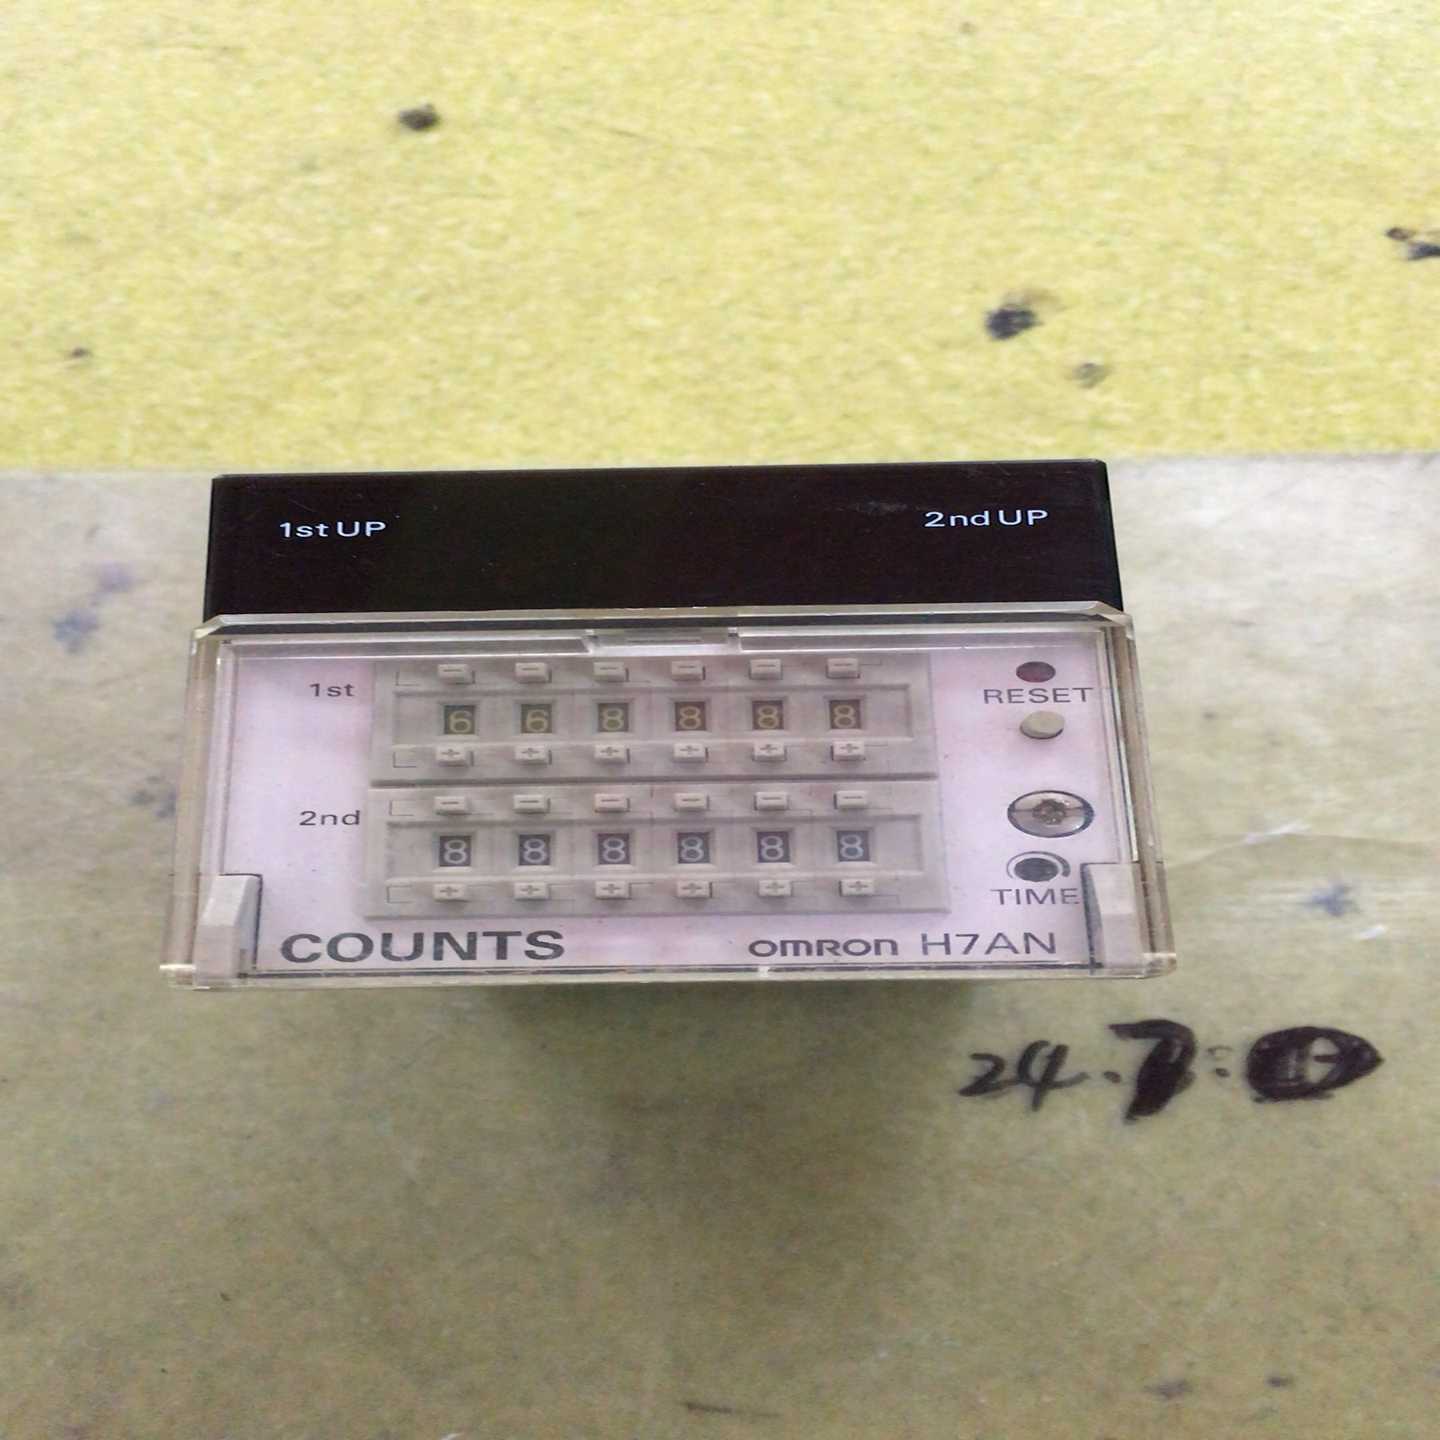 1st UP 2nd UP
1st
- - - - - -
6 6 8 8 8 8
+ + + + + +
RESET
2nd
- - - - - -
8 8 8 8 8 8
+ + + + + +
TIME
COUNTS omron H7AN
24.